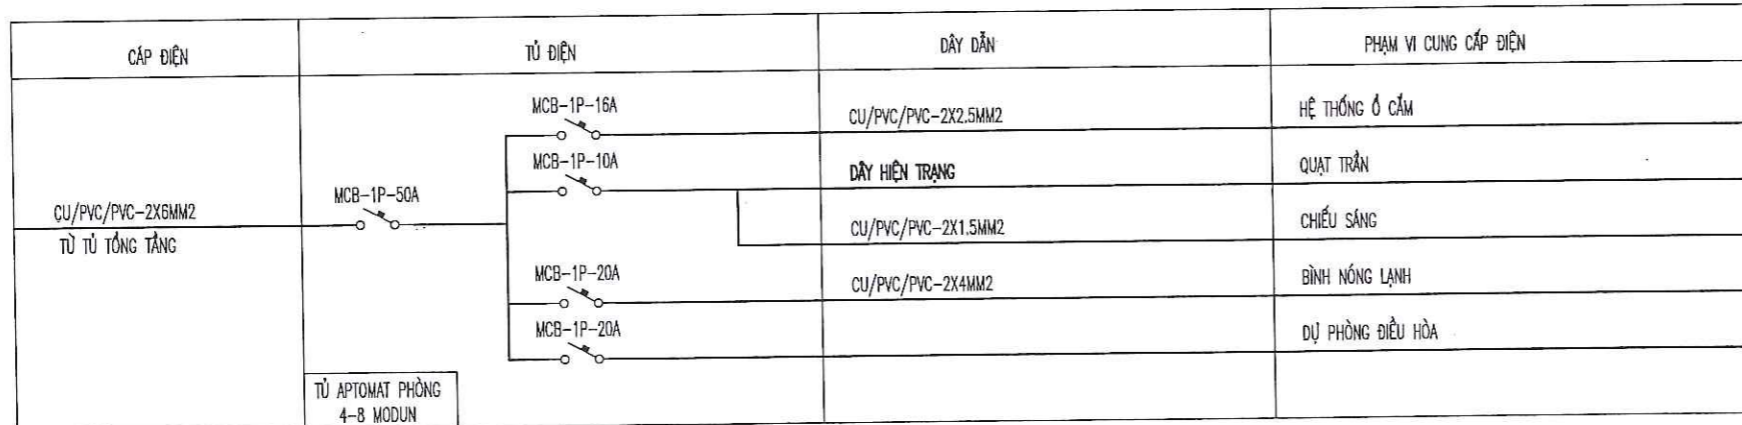 CÁP ĐIỆN
TỦ ĐIỆN
DÂY DẪN
PHẠM VI CUNG CẤP ĐIỆN
MCB-1P-16A
CU/PVC/PVC-2X2.5MM2
HỆ THỐNG Ổ CẮM
MCB-1P-10A
DÂY HIỆN TRẠNG
QUẠT TRẦN
CU/PVC/PVC-2X6MM2
TỪ TỦ TỔNG TẦNG
MCB-1P-50A
CU/PVC/PVC-2X1.5MM2
CHIẾU SÁNG
MCB-1P-20A
CU/PVC/PVC-2X4MM2
BÌNH NÓNG LẠNH
MCB-1P-20A
DỰ PHÒNG ĐIỀU HÒA
TỦ APTOMAT PHÒNG
4-8 MODUN